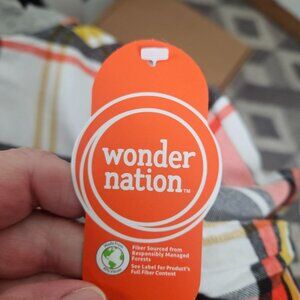 wonder
nation™
Fiber Sourced from
Responsibly Managed
Forests
See Label for Product's
Full Fiber Content